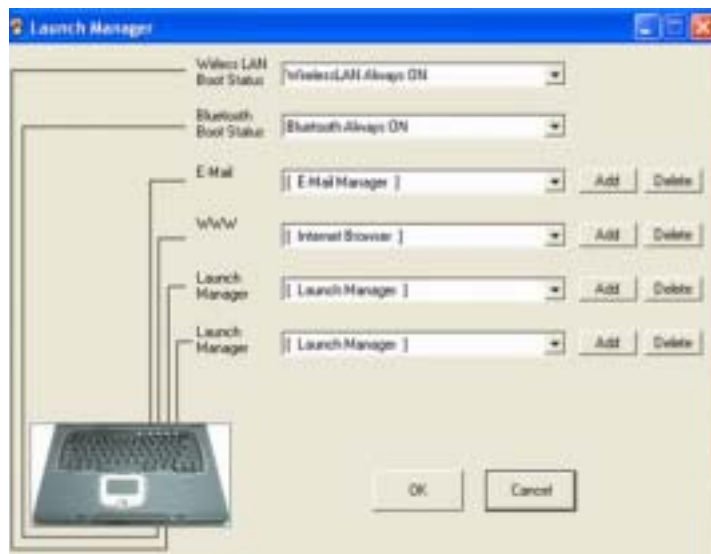 Launch Manager
Wireless LAN
Boot Status
WirelessLAN Always ON
Bluetooth
Boot Status
Bluetooth Always ON
E-Mail
[ E-Mail Manager ]
Add
Delete
WWW
[ Internet Browser ]
Add
Delete
Launch
Manager
[ Launch Manager ]
Add
Delete
Launch
Manager
[ Launch Manager ]
Add
Delete
OK
Cancel